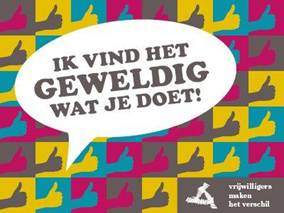 IK VIND HET
GEWELDIG
WAT JE DOET!
vrijwilligers
maken
het verschil